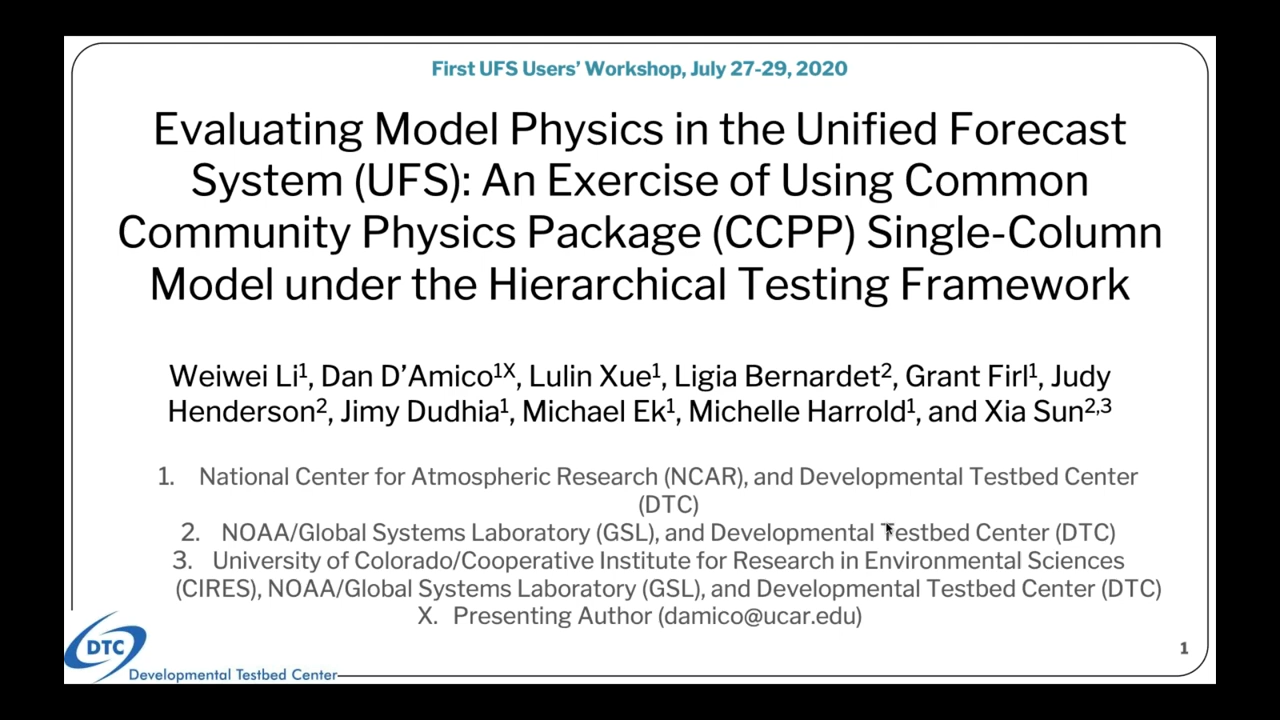 First UFS Users' Workshop, July 27-29, 2020
Evaluating Model Physics in the Unified Forecast
System (UFS): An Exercise of Using Common
Community Physics Package (CCPP) Single-Column
Model under the Hierarchical Testing Framework
Weiwei Li¹, Dan D'Amico¹ˣ, Lulin Xue¹, Ligia Bernardet², Grant Firl¹, Judy
Henderson², Jimy Dudhia¹, Michael Ek¹, Michelle Harrold¹, and Xia Sun²,³
1. National Center for Atmospheric Research (NCAR), and Developmental Testbed Center
(DTC)
2. NOAA/Global Systems Laboratory (GSL), and Developmental Testbed Center (DTC)
3. University of Colorado/Cooperative Institute for Research in Environmental Sciences
(CIRES), NOAA/Global Systems Laboratory (GSL), and Developmental Testbed Center (DTC)
X. Presenting Author (damico@ucar.edu)
DTC
Developmental Testbed Center
1